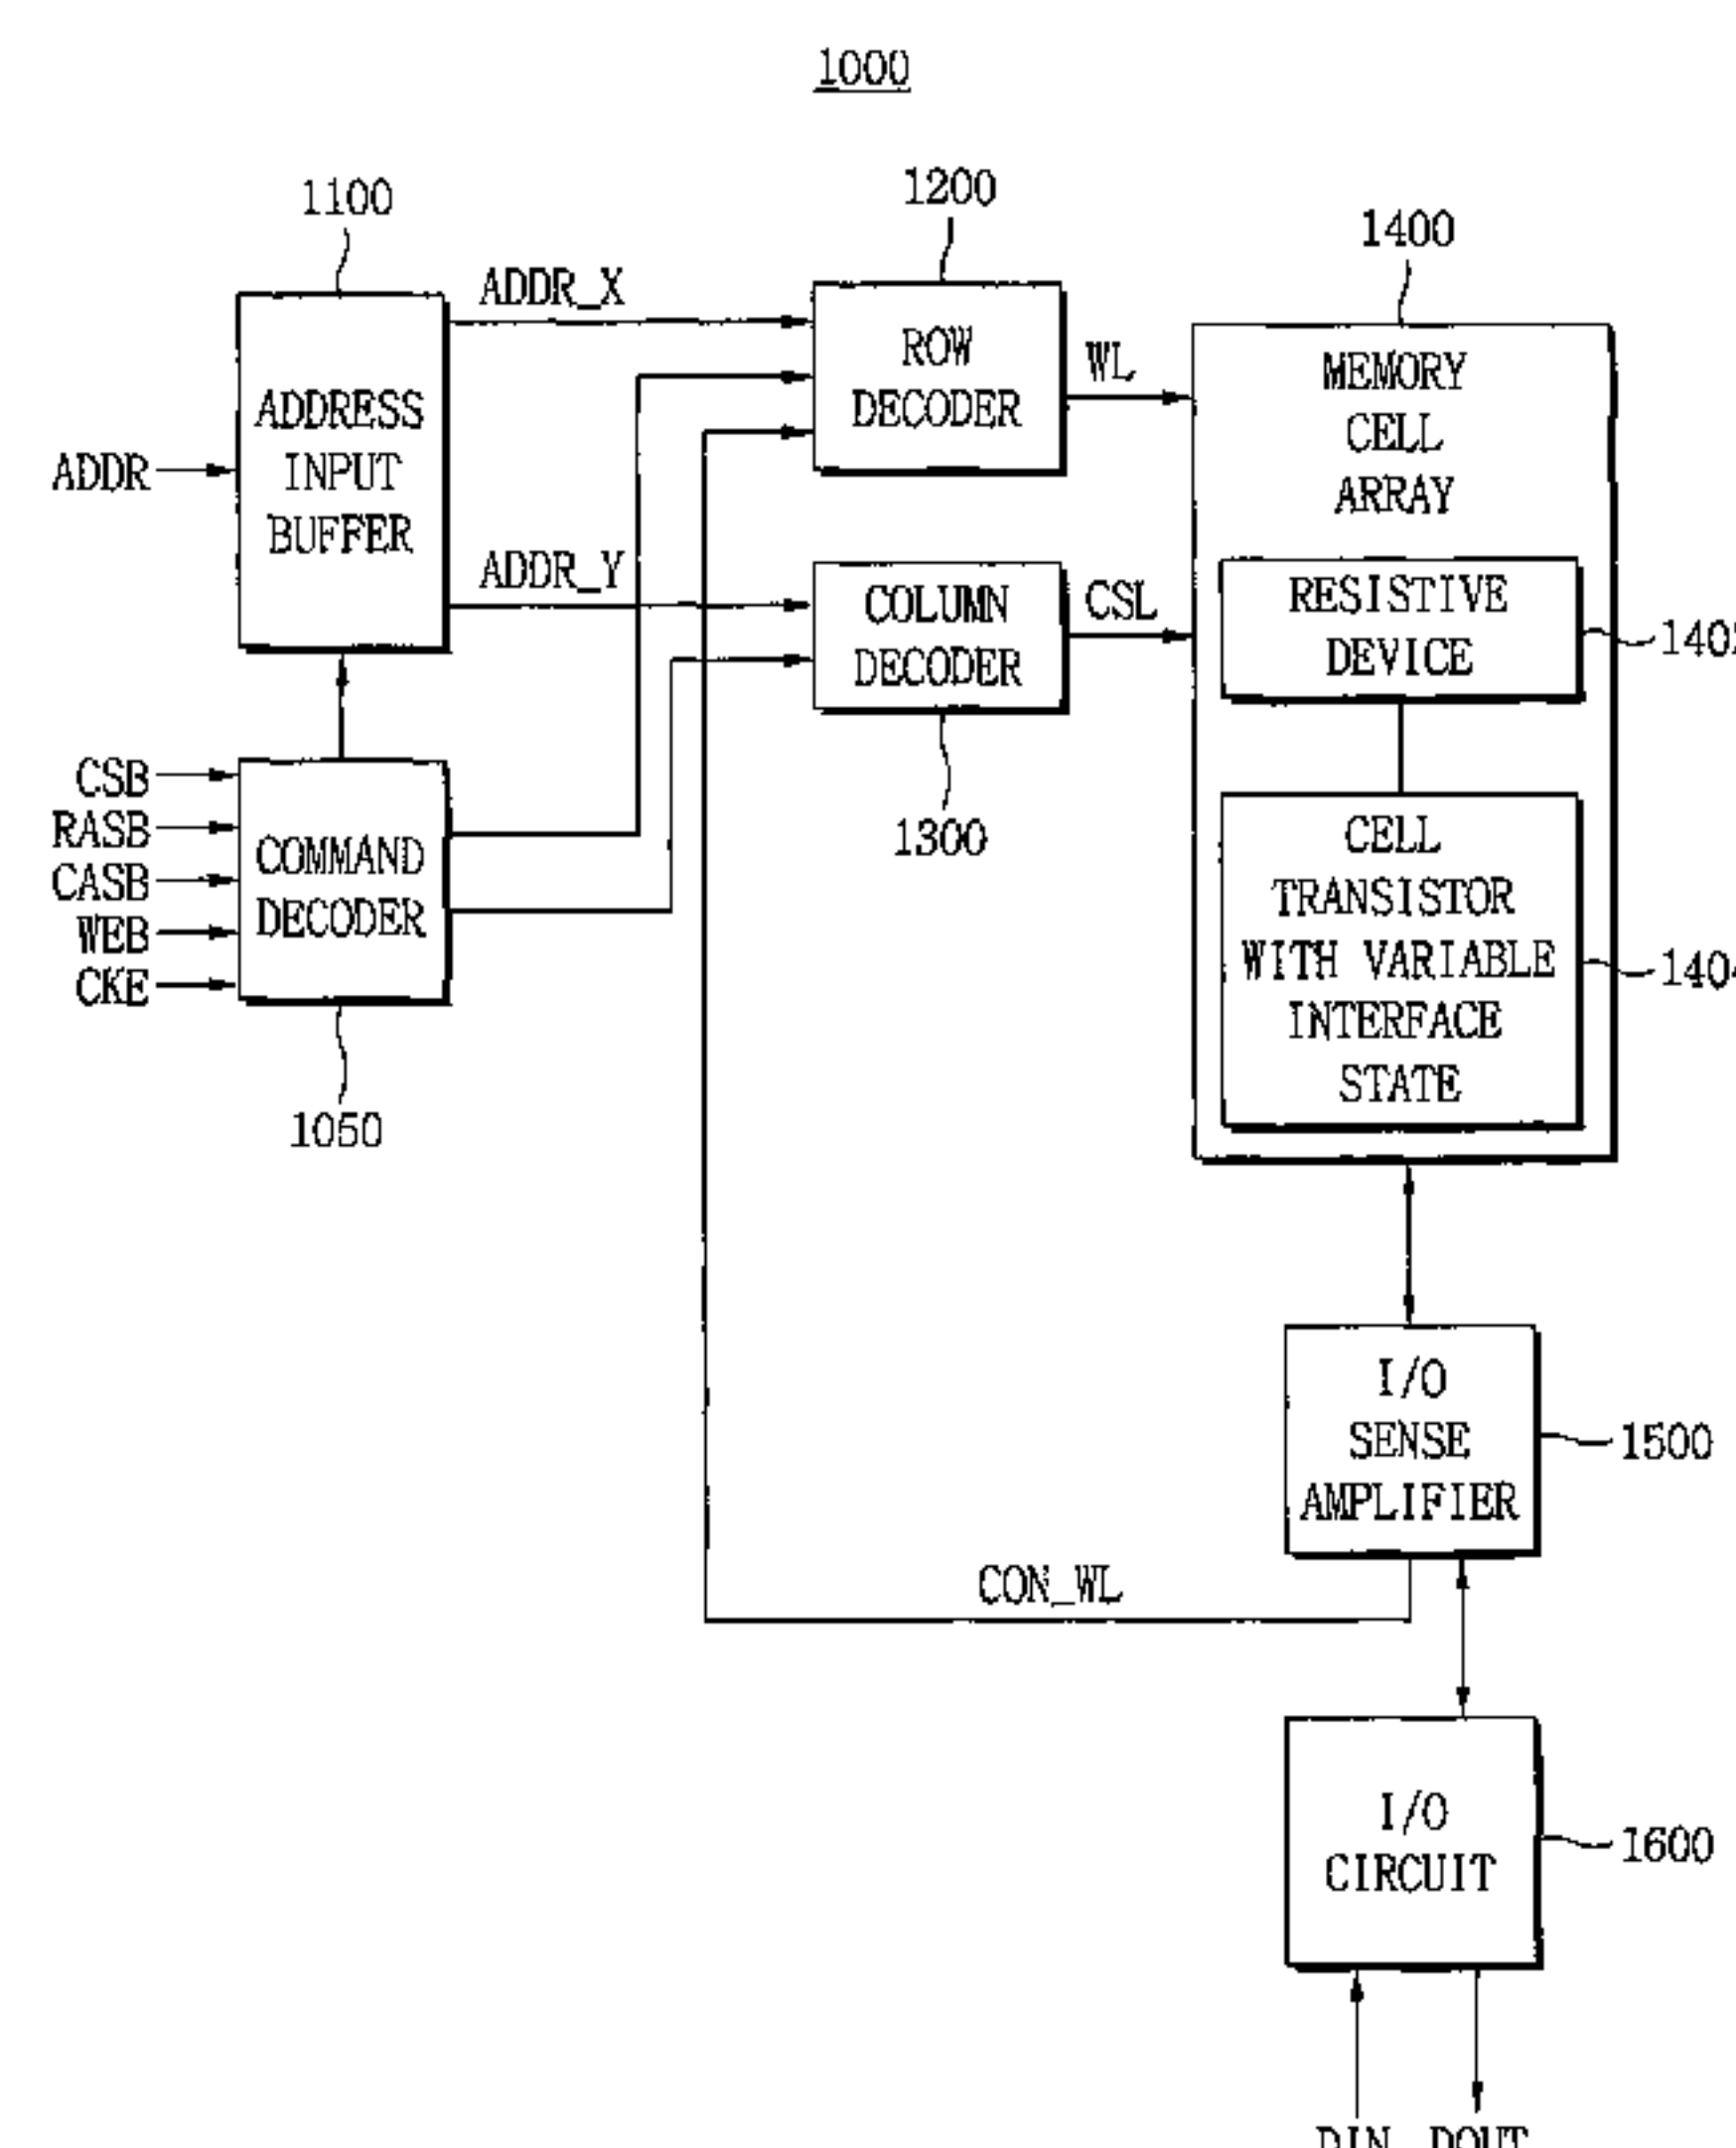 1000
1100
1200
1400
ADDR_X
ADDR
ADDRESS
INPUT
BUFFER
ROW
DECODER
WL
MEMORY
CELL
ARRAY
ADDR_Y
COLUMN
DECODER
CSL
1300
RESISTIVE
DEVICE
CELL
TRANSISTOR
WITH VARIABLE
INTERFACE
STATE
CSB
RASB
CASB
WEB
CKE
COMMAND
DECODER
1050
I/O
SENSE
AMPLIFIER
1500
CON_WL
I/O
CIRCUIT
1600
DIN DOUT